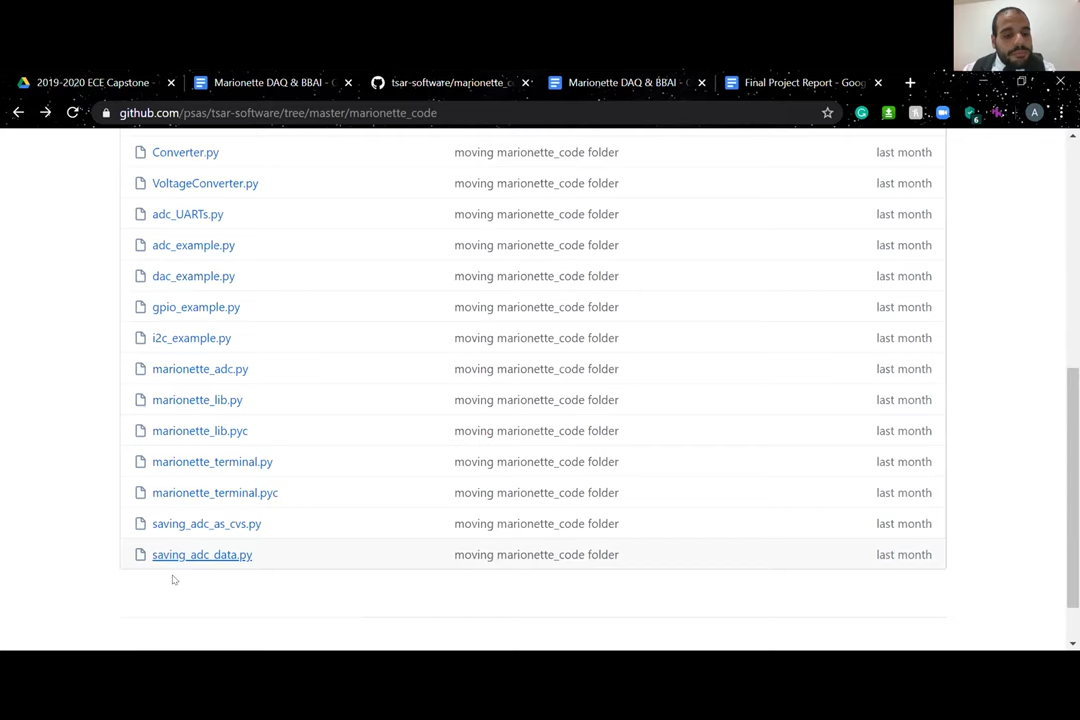 2019-2020 ECE Capstone -
Marionette DAQ & BBAI -
tsar-software/marionette_c
Marionette DAQ & BBAI -
Final Project Report - Goog
github.com/psas/tsar-software/tree/master/marionette_code
6
A
Converter.py moving marionette_code folder last month
VoltageConverter.py moving marionette_code folder last month
adc_UARTs.py moving marionette_code folder last month
adc_example.py moving marionette_code folder last month
dac_example.py moving marionette_code folder last month
gpio_example.py moving marionette_code folder last month
i2c_example.py moving marionette_code folder last month
marionette_adc.py moving marionette_code folder last month
marionette_lib.py moving marionette_code folder last month
marionette_lib.pyc moving marionette_code folder last month
marionette_terminal.py moving marionette_code folder last month
marionette_terminal.pyc moving marionette_code folder last month
saving_adc_as_cvs.py moving marionette_code folder last month
saving_adc_data.py moving marionette_code folder last month